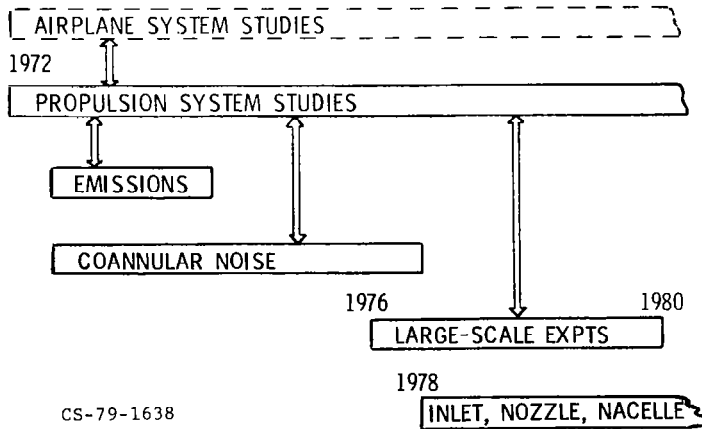 AIRPLANE SYSTEM STUDIES
1972
PROPULSION SYSTEM STUDIES
EMISSIONS
COANNULAR NOISE
1976 1980
LARGE-SCALE EXPTS
1978
CS-79-1638
INLET, NOZZLE, NACELLE